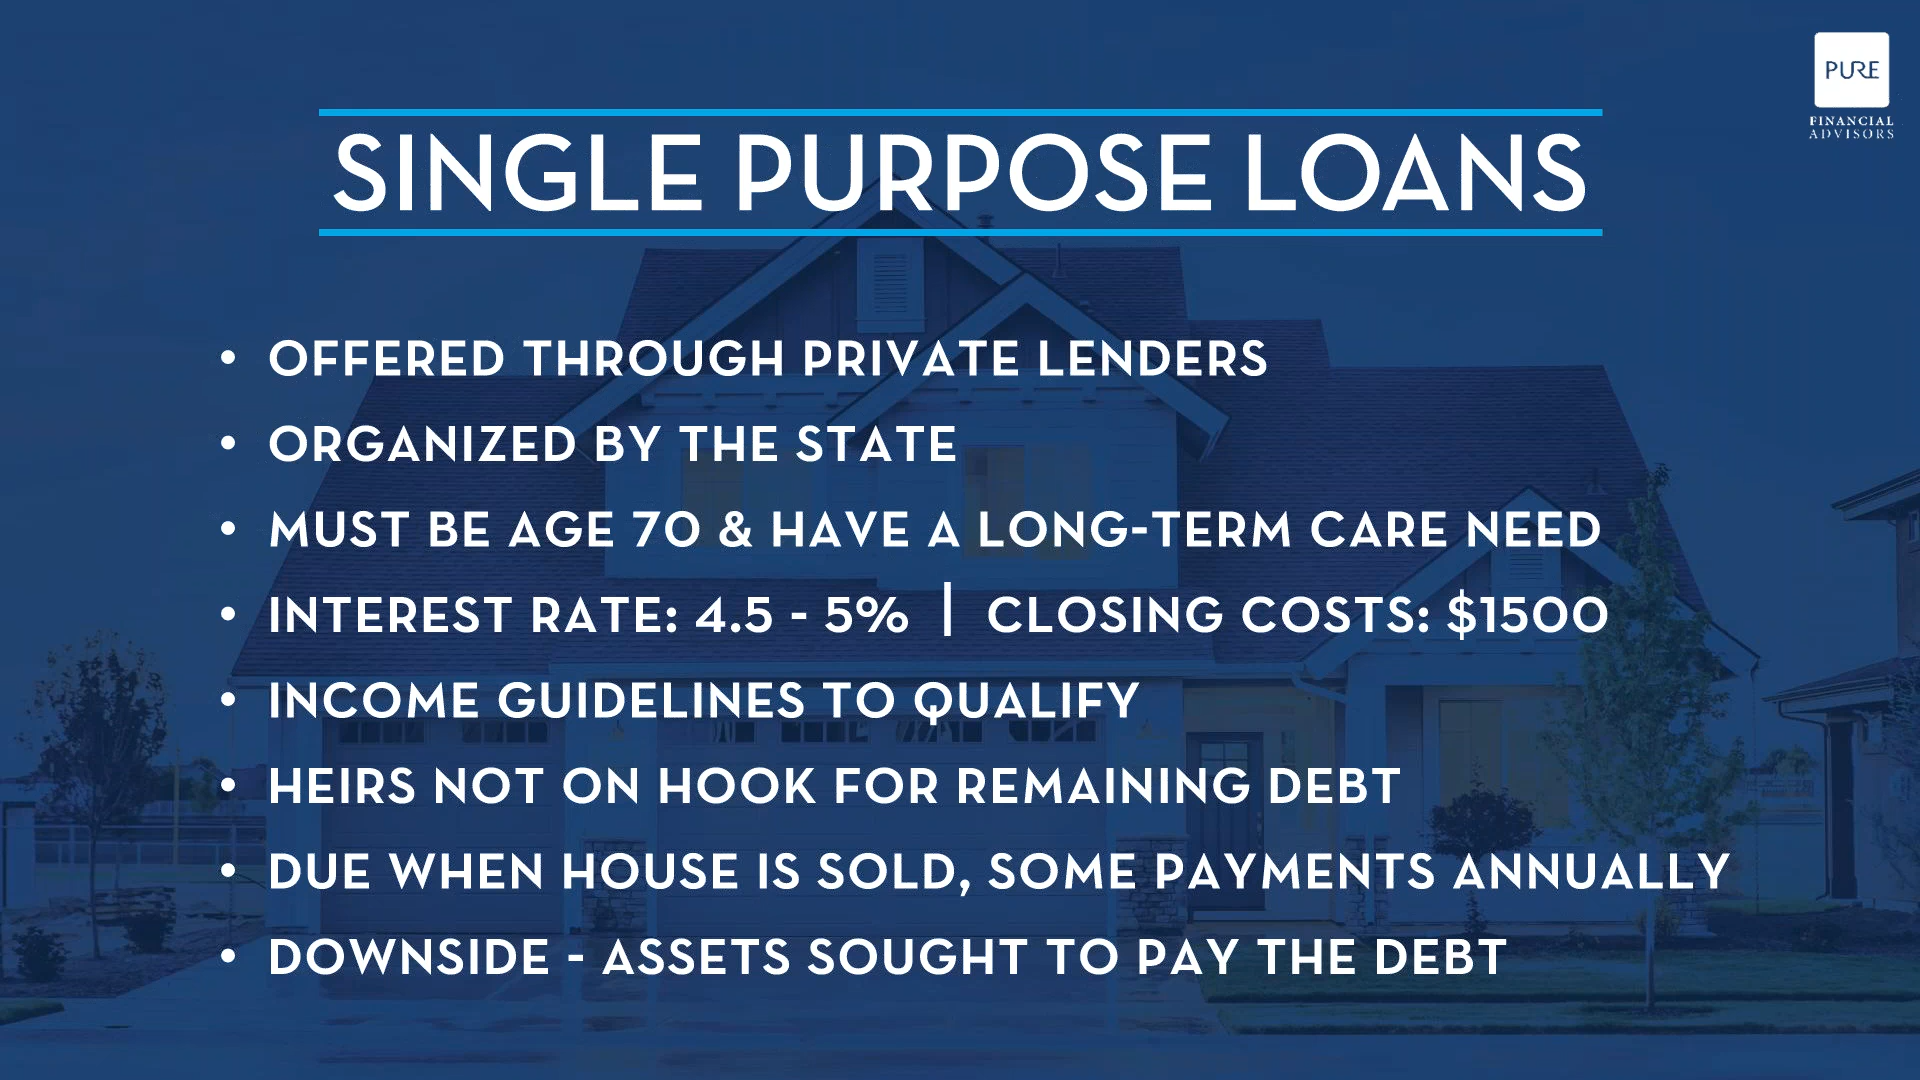 PURE
FINANCIAL
ADVISORS
SINGLE PURPOSE LOANS
• OFFERED THROUGH PRIVATE LENDERS
• ORGANIZED BY THE STATE
• MUST BE AGE 70 & HAVE A LONG-TERM CARE NEED
• INTEREST RATE: 4.5 - 5% | CLOSING COSTS: $1500
• INCOME GUIDELINES TO QUALIFY
• HEIRS NOT ON HOOK FOR REMAINING DEBT
• DUE WHEN HOUSE IS SOLD, SOME PAYMENTS ANNUALLY
• DOWNSIDE - ASSETS SOUGHT TO PAY THE DEBT